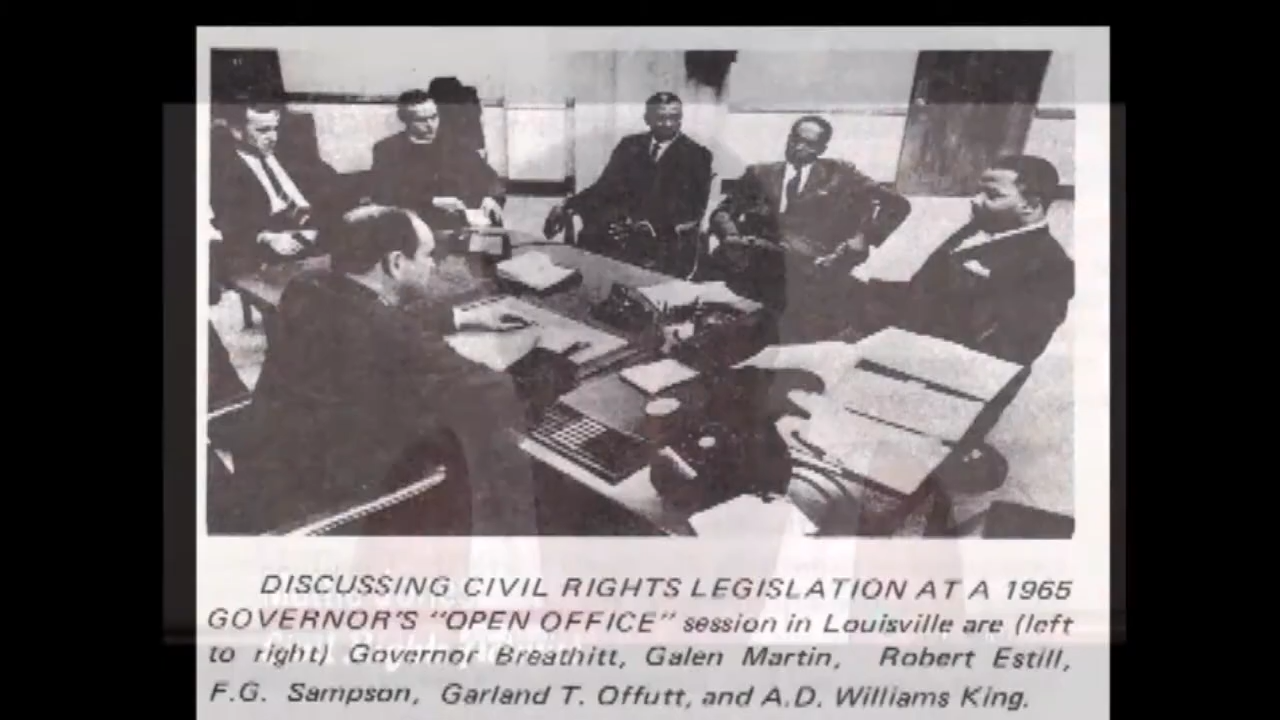 DISCUSSING CIVIL RIGHTS LEGISLATION AT A 1965
GOVERNOR'S "OPEN OFFICE" session in Louisville are (left
to right) Governor Breathitt, Galen Martin, Robert Estill,
F.G. Sampson, Garland T. Offutt, and A.D. Williams King.